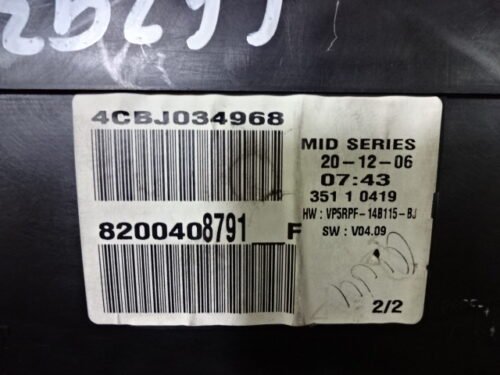 4CBJ034968
MID SERIES
20-12-06
07:43
351 1 0419
HW : VP5RPF-14B115-BJ
SW : V04.09
8200408791__F
2/2